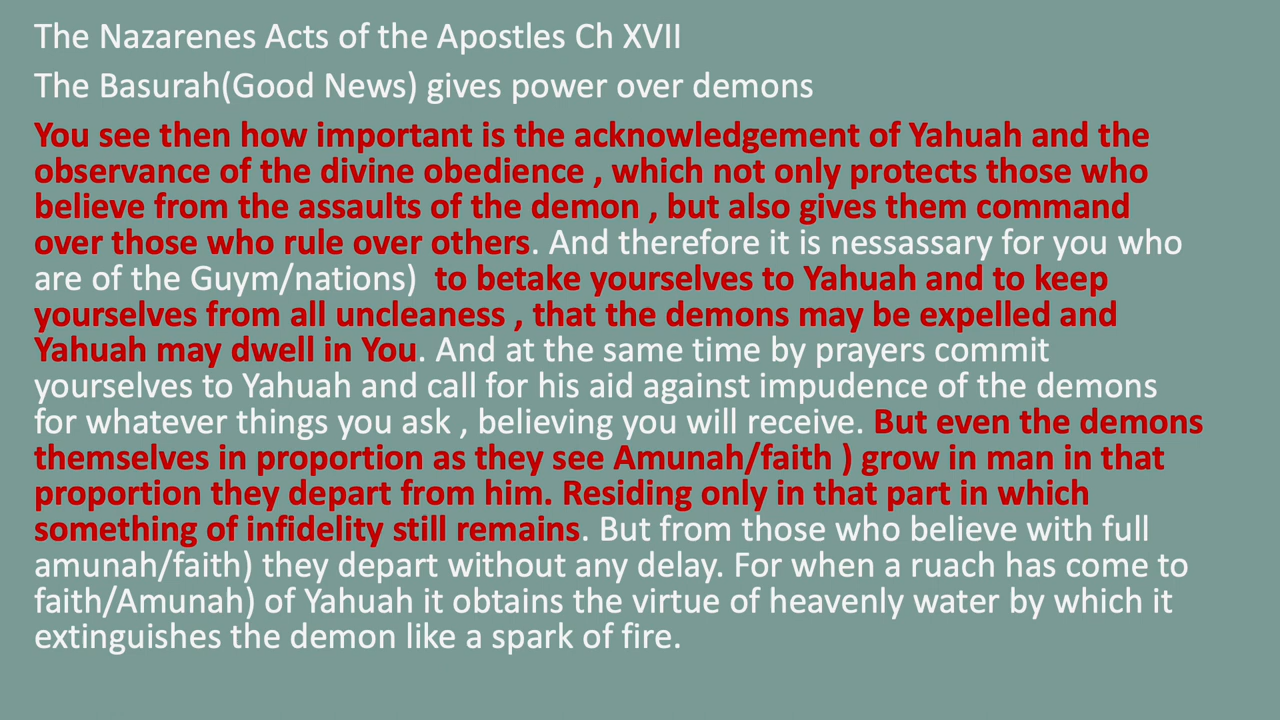 The Nazarenes Acts of the Apostles Ch XVII
The Basurah(Good News) gives power over demons
You see then how important is the acknowledgement of Yahuah and the
observance of the divine obedience , which not only protects those who
believe from the assaults of the demon , but also gives them command
over those who rule over others. And therefore it is nessassary for you who
are of the Guym/nations)  to betake yourselves to Yahuah and to keep
yourselves from all uncleaness , that the demons may be expelled and
Yahuah may dwell in You. And at the same time by prayers commit
yourselves to Yahuah and call for his aid against impudence of the demons
for whatever things you ask , believing you will receive. But even the demons
themselves in proportion as they see Amunah/faith ) grow in man in that
proportion they depart from him. Residing only in that part in which
something of infidelity still remains. But from those who believe with full
amunah/faith) they depart without any delay. For when a ruach has come to
faith/Amunah) of Yahuah it obtains the virtue of heavenly water by which it
extinguishes the demon like a spark of fire.